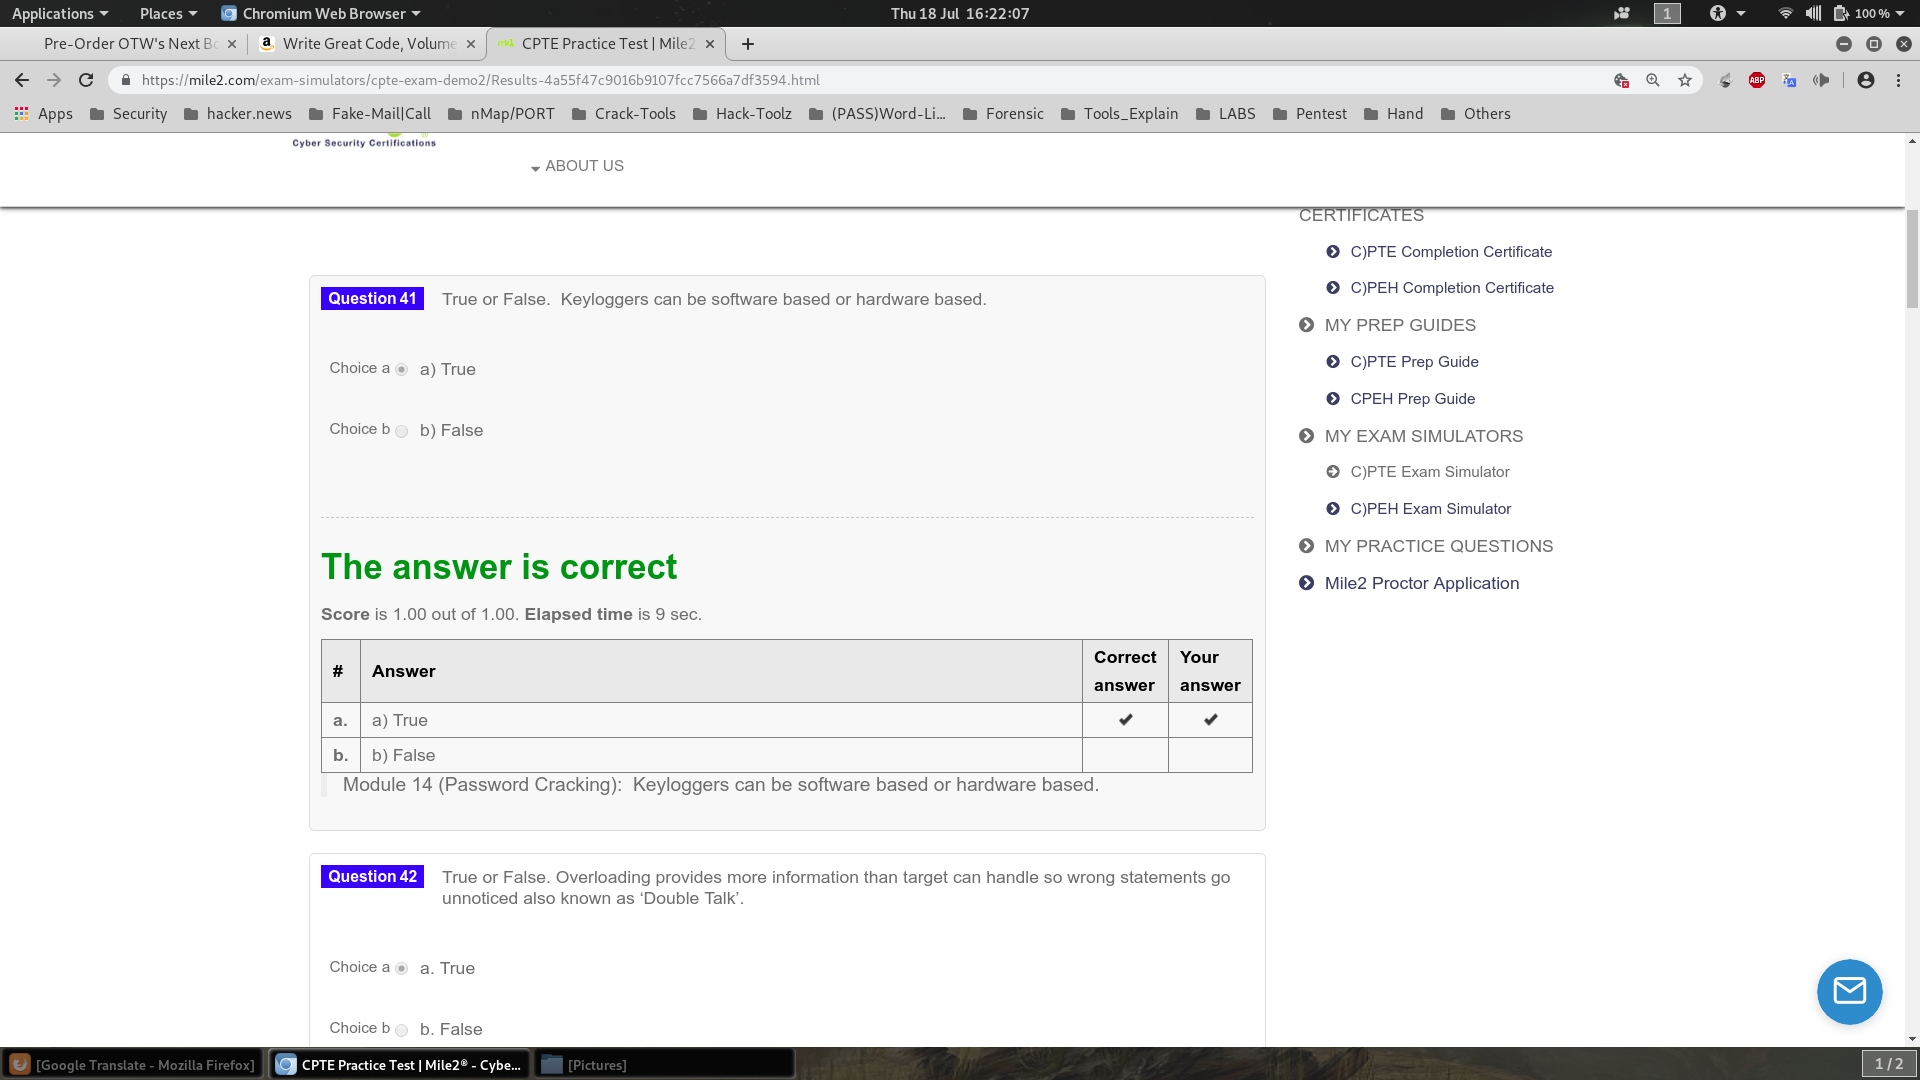 Applications
Places
Chromium Web Browser
Thu 18 Jul 16:22:07
1
100 %
Pre-Order OTW's Next Bo
Write Great Code, Volume
CPTE Practice Test | Mile2
https://mile2.com/exam-simulators/cpte-exam-demo2/Results-4a55f47c9016b9107fcc7566a7df3594.html
ABP
Apps
Security
hacker.news
Fake-Mail|Call
nMap/PORT
Crack-Tools
Hack-Toolz
(PASS)Word-Li...
Forensic
Tools_Explain
LABS
Pentest
Hand
Others
Cyber Security Certifications
ABOUT US
CERTIFICATES
C)PTE Completion Certificate
C)PEH Completion Certificate
MY PREP GUIDES
C)PTE Prep Guide
CPEH Prep Guide
MY EXAM SIMULATORS
C)PTE Exam Simulator
C)PEH Exam Simulator
MY PRACTICE QUESTIONS
Mile2 Proctor Application
Question 41 True or False.  Keyloggers can be software based or hardware based.
Choice a a) True
Choice b b) False
The answer is correct
Score is 1.00 out of 1.00. Elapsed time is 9 sec.
# Answer Correct answer Your answer
a. a) True ✔ ✔
b. b) False
Module 14 (Password Cracking):  Keyloggers can be software based or hardware based.
Question 42 True or False. Overloading provides more information than target can handle so wrong statements go
unnoticed also known as ‘Double Talk’.
Choice a a. True
Choice b b. False
[Google Translate - Mozilla Firefox]
CPTE Practice Test | Mile2® - Cybe...
[Pictures]
1 / 2